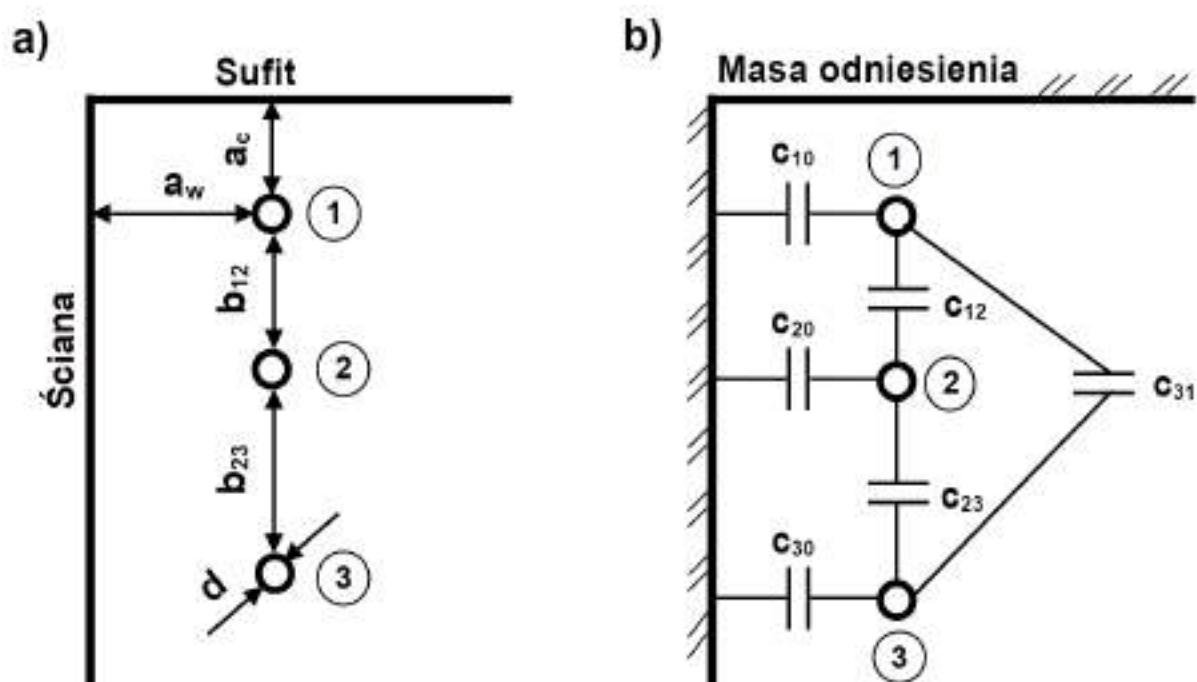 a)
Sufit
Ściana
a_c
a_w
1
b_12
2
b_23
d
3
b)
Masa odniesienia
c_10
1
c_12
c_20
2
c_31
c_23
c_30
3